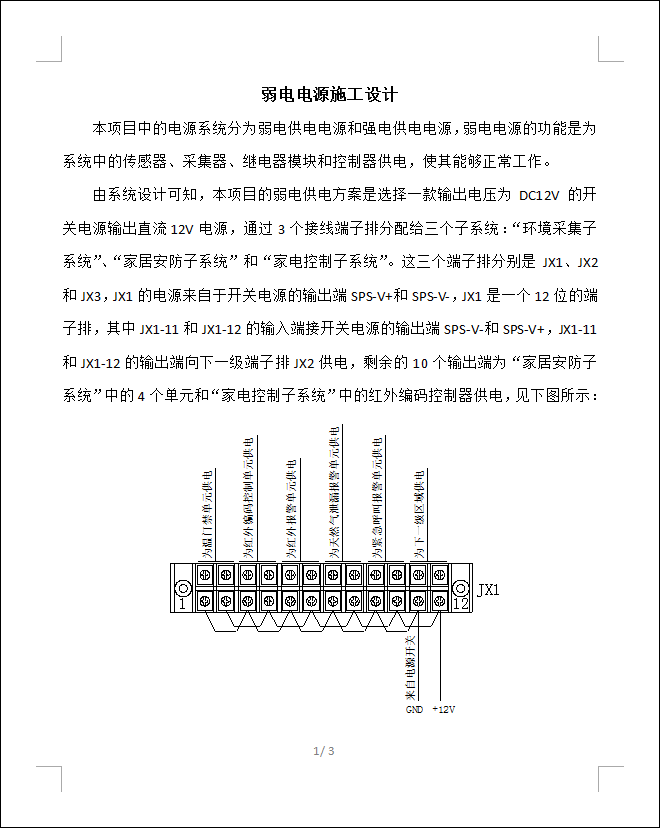 弱电电源施工设计
本项目中的电源系统分为弱电供电电源和强电供电电源，弱电电源的功能是为
系统中的传感器、采集器、继电器模块和控制器供电，使其能够正常工作。
由系统设计可知，本项目的弱电供电方案是选择一款输出电压为 DC12V 的开
关电源输出直流 12V 电源，通过 3 个接线端子排分配给三个子系统：“环境采集子
系统”、“家居安防子系统”和“家电控制子系统”。这三个端子排分别是 JX1、JX2
和 JX3，JX1 的电源来自于开关电源的输出端 SPS-V+和 SPS-V-，JX1 是一个 12 位的端
子排，其中 JX1-11 和 JX1-12 的输入端接开关电源的输出端 SPS-V-和 SPS-V+，JX1-11
和 JX1-12 的输出端向下一级端子排 JX2 供电，剩余的 10 个输出端为“家居安防子
系统”中的 4 个单元和“家电控制子系统”中的红外编码控制器供电，见下图所示：
为温门禁单元供电
为红外编码控制单元供电
为红外报警单元供电
为天然气泄漏报警单元供电
为紧急呼叫报警单元供电
为下一级区域供电
1
12
JX1
来自电源开关
GND
+12V
1/ 3